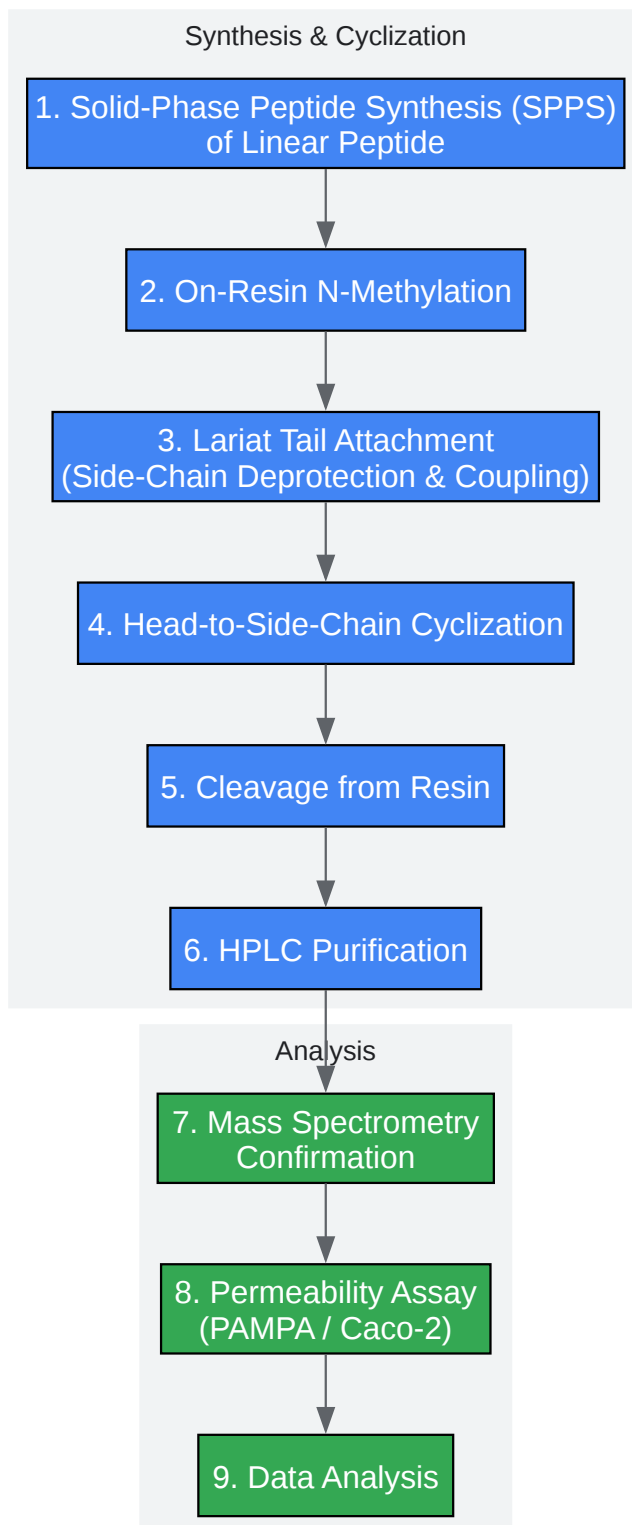 Synthesis & Cyclization
1. Solid-Phase Peptide Synthesis (SPPS)
of Linear Peptide
2. On-Resin N-Methylation
3. Lariat Tail Attachment
(Side-Chain Deprotection & Coupling)
4. Head-to-Side-Chain Cyclization
5. Cleavage from Resin
6. HPLC Purification
Analysis
7. Mass Spectrometry
Confirmation
8. Permeability Assay
(PAMPA / Caco-2)
9. Data Analysis